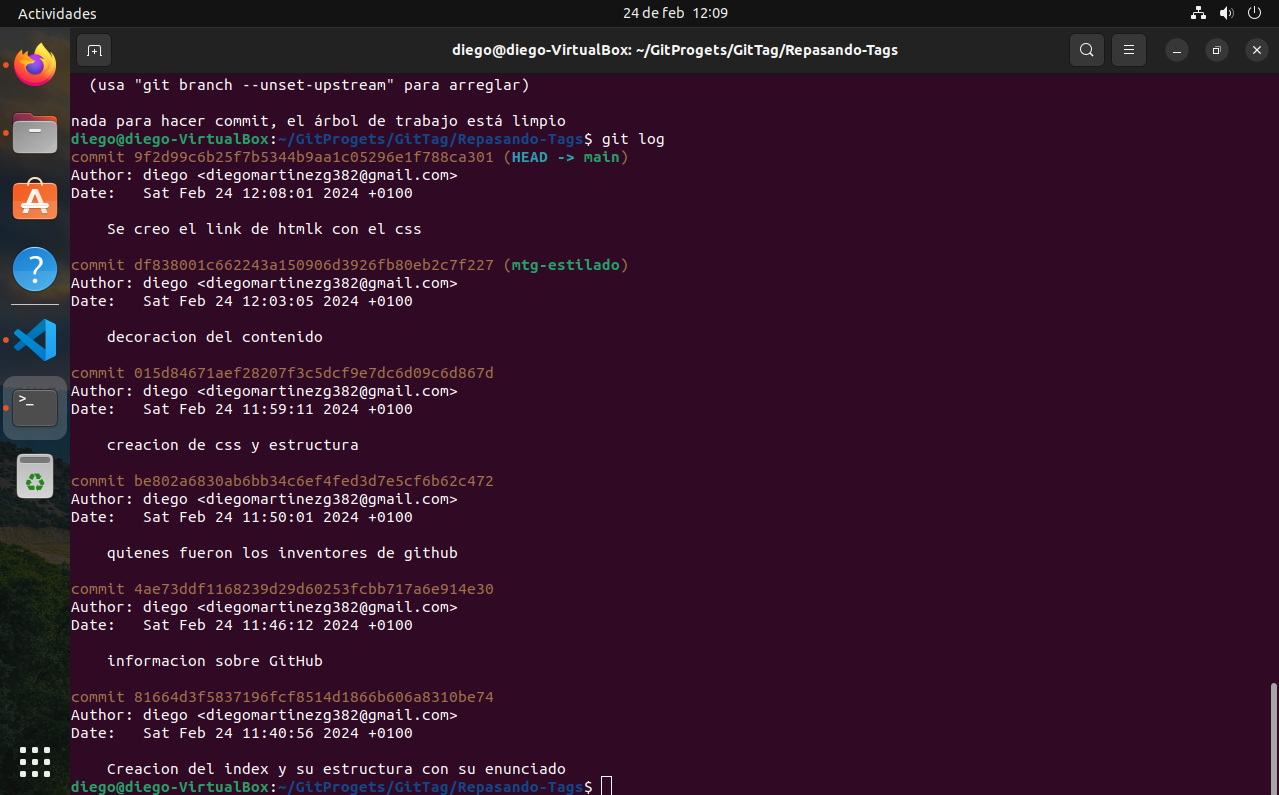 Actividades
24 de feb 12:09
diego@diego-VirtualBox: ~/GitProgets/GitTag/Repasando-Tags
(usa "git branch --unset-upstream" para arreglar)
nada para hacer commit, el árbol de trabajo está limpio
diego@diego-VirtualBox:~/GitProgets/GitTag/Repasando-Tags$ git log
commit 9f2d99c6b25f7b5344b9aa1c05296e1f788ca301 (HEAD -> main)
Author: diego <diegomartinezg382@gmail.com>
Date:   Sat Feb 24 12:08:01 2024 +0100
Se creo el link de htmlk con el css
commit df838001c662243a150906d3926fb80eb2c7f227 (mtg-estilado)
Author: diego <diegomartinezg382@gmail.com>
Date:   Sat Feb 24 12:03:05 2024 +0100
decoracion del contenido
commit 015d84671aef28207f3c5dcf9e7dc6d09c6d867d
Author: diego <diegomartinezg382@gmail.com>
Date:   Sat Feb 24 11:59:11 2024 +0100
creacion de css y estructura
commit be802a6830ab6bb34c6ef4fed3d7e5cf6b62c472
Author: diego <diegomartinezg382@gmail.com>
Date:   Sat Feb 24 11:50:01 2024 +0100
quienes fueron los inventores de github
commit 4ae73ddf1168239d29d60253fcbb717a6e914e30
Author: diego <diegomartinezg382@gmail.com>
Date:   Sat Feb 24 11:46:12 2024 +0100
informacion sobre GitHub
commit 81664d3f5837196fcf8514d1866b606a8310be74
Author: diego <diegomartinezg382@gmail.com>
Date:   Sat Feb 24 11:40:56 2024 +0100
Creacion del index y su estructura con su enunciado
diego@diego-VirtualBox:~/GitProgets/GitTag/Repasando-Tags$